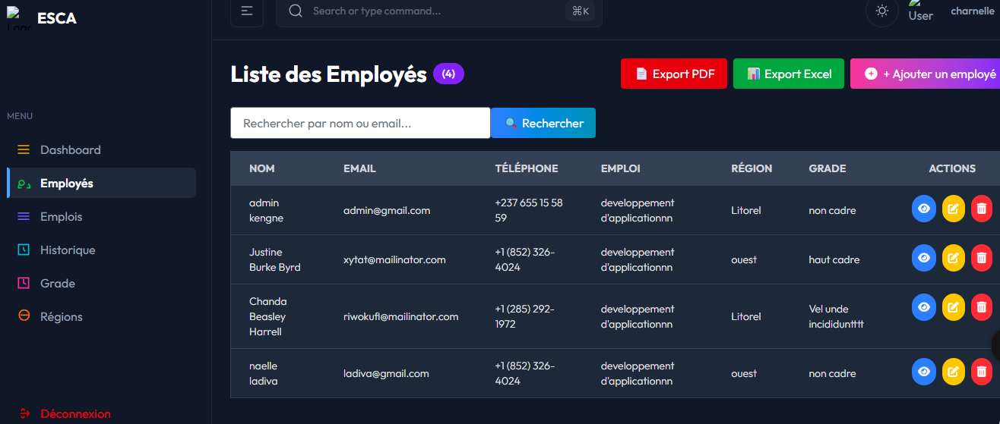 Logo
ESCA
Search or type command...
⌘K
User
charnelle
MENU
Dashboard
Employés
Emplois
Historique
Grade
Régions
Déconnexion
Liste des Employés (4)
Export PDF
Export Excel
+ Ajouter un employé
Rechercher par nom ou email...
Rechercher
NOM EMAIL TÉLÉPHONE EMPLOI RÉGION GRADE ACTIONS
admin
kengne
admin@gmail.com
+237 655 15 58
59
developpement
d'applicationnn
Litorel
non cadre
Justine
Burke Byrd
xytat@mailinator.com
+1 (852) 326-
4024
developpement
d'applicationnn
ouest
haut cadre
Chanda
Beasley
Harrell
riwokufi@mailinator.com
+1 (285) 292-
1972
developpement
d'applicationnn
Litorel
Vel unde
incididuntttt
naelle
ladiva
ladiva@gmail.com
+1 (852) 326-
4024
developpement
d'applicationnn
ouest
non cadre